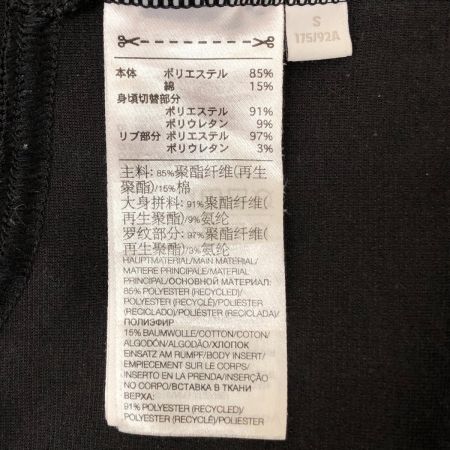 S
175/92A
本体 ポリエステル 85%
綿 15%
身頃切替部分
ポリエステル 91%
ポリウレタン 9%
リブ部分 ポリエステル 97%
ポリウレタン 3%
主料: 85%聚酯纤维(再生
聚酯)/15%棉
大身拼料: 91%聚酯纤维(
再生聚酯)/9%氨纶
罗纹部分: 97%聚酯纤维(
再生聚酯)/3%氨纶
HAUPTMATERIAL/MAIN MATERIAL/
MATIERE PRINCIPALE/MATERIAL
PRINCIPAL/ОСНОВНОЙ МАТЕРИАЛ:
85% POLYESTER (RECYCLED)/
POLYESTER (RECYCLÉ)/POLIESTER
(RECICLADO)/POLIÉSTER (RECICLADA)/
ПОЛИЭФИР
15% BAUMWOLLE/COTTON/COTON/
ALGODÓN/ALGODÃO/ХЛОПОК
EINSATZ AM RUMPF/BODY INSERT/
EMPIECEMENT SUR LE CORPS/
INSERTO EN LA PRENDA/INSERÇÃO
NO CORPO/ВСТАВКА В ТКАНИ
ВЕРХА:
91% POLYESTER (RECYCLED)/
POLYESTER (RECYCLÉ)/POLIESTER